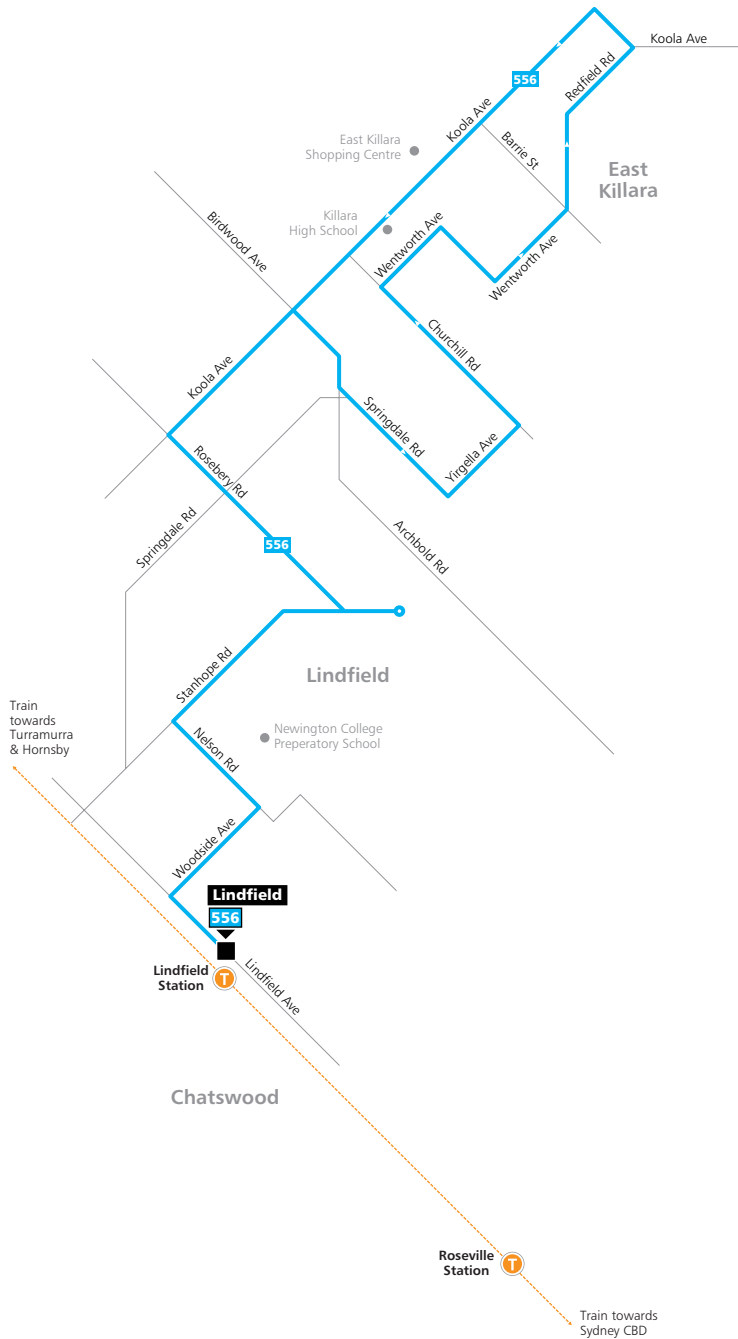 Koola Ave
556
Redfield Rd
Koola Ave
Barrie St
East Killara
Shopping Centre
East
Killara
Killara
High School
Birdwood Ave
Wentworth Ave
Wentworth Ave
Churchill Rd
Koola Ave
Springdale Rd
Yirgella Ave
Rosebery Rd
Springdale Rd
556
Archbold Rd
Stanhope Rd
Lindfield
Train
towards
Turramurra
& Hornsby
Nelson Rd
Newington College
Preperatory School
Woodside Ave
Lindfield
556
Lindfield
Station
T
Lindfield Ave
Chatswood
Roseville
Station
T
Train towards
Sydney CBD